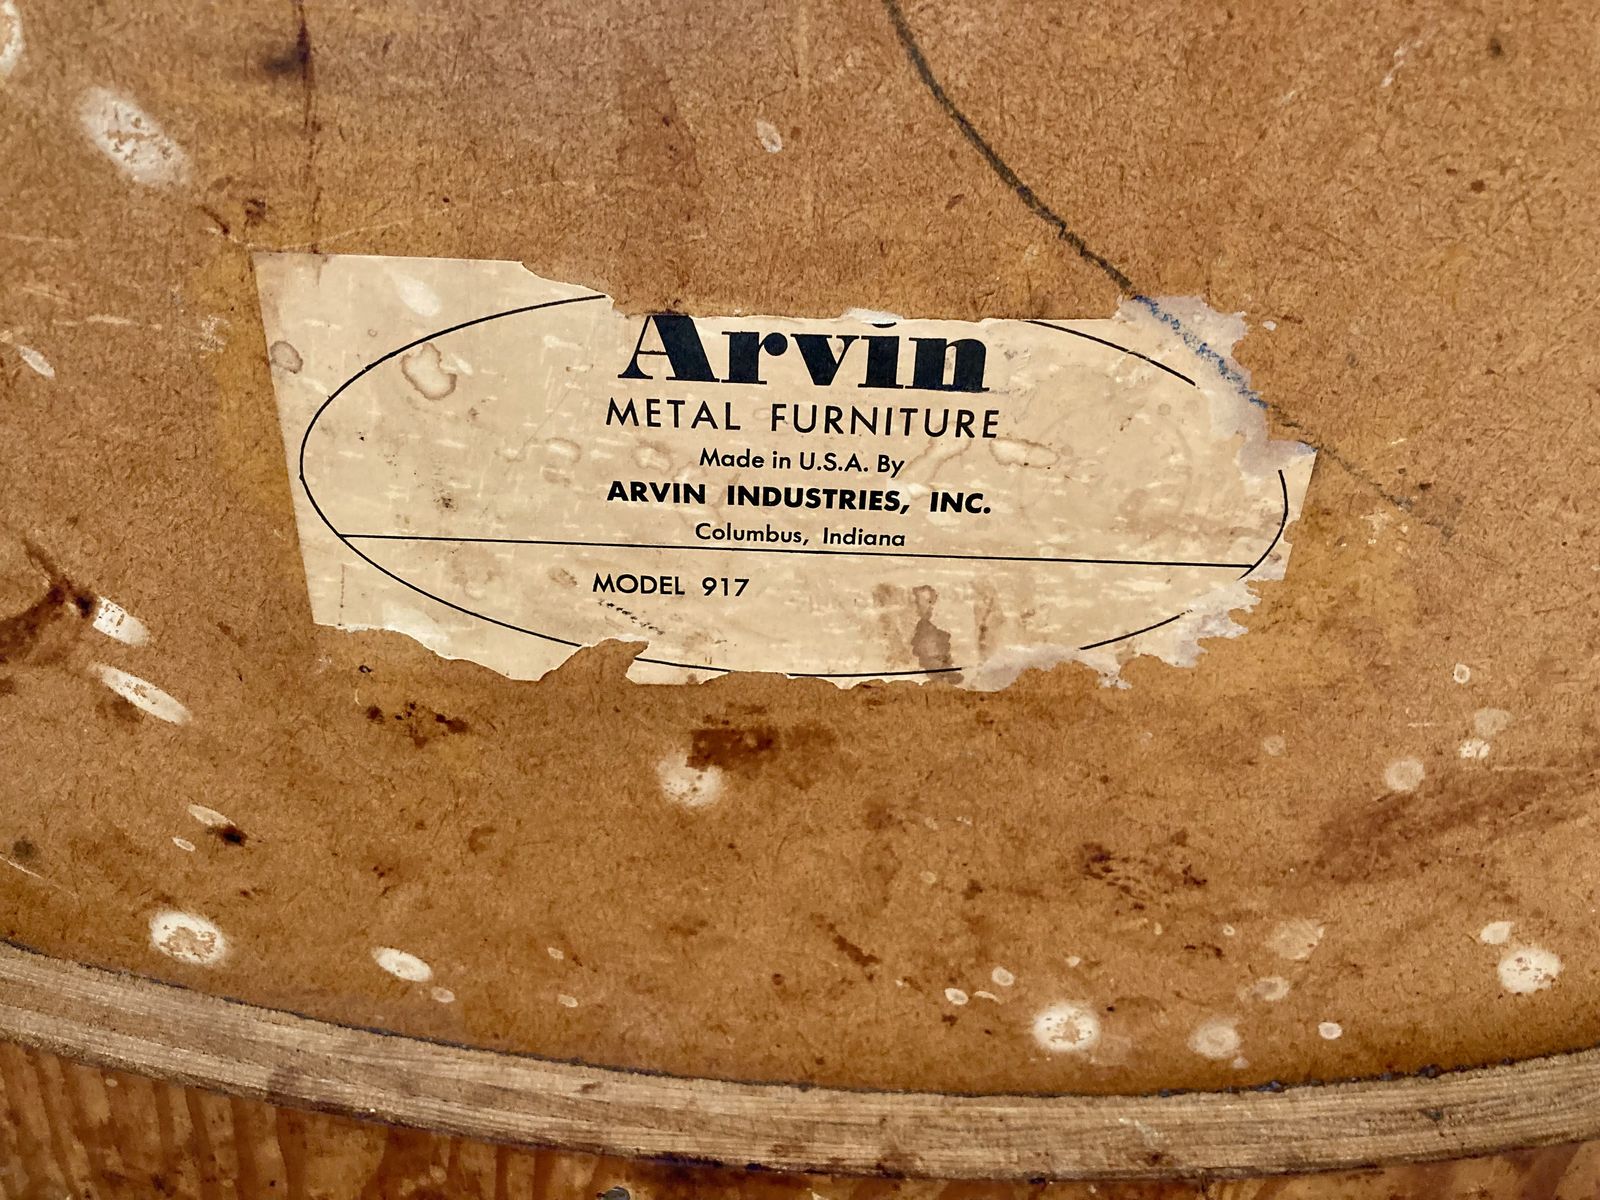 Arvin
METAL FURNITURE
Made in U.S.A. By
ARVIN INDUSTRIES, INC.
Columbus, Indiana
MODEL 917